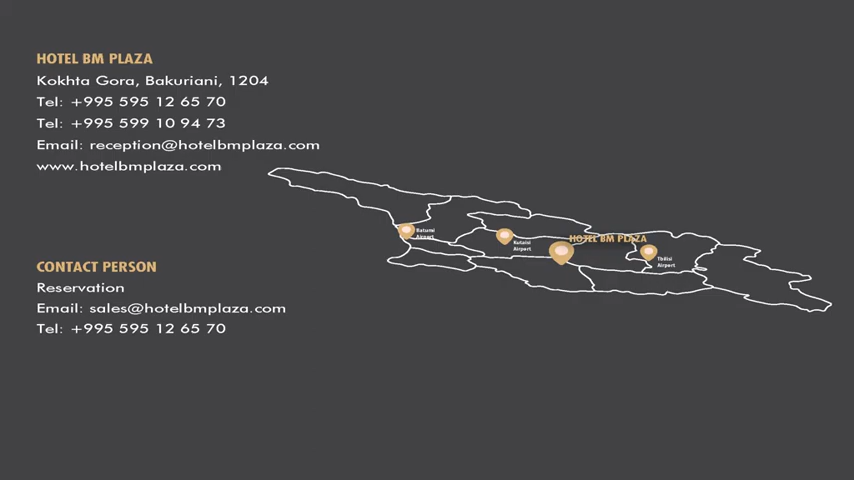 HOTEL BM PLAZA
Kokhta Gora, Bakuriani, 1204
Tel: +995 595 12 65 70
Tel: +995 599 10 94 73
Email: reception@hotelbmplaza.com
www.hotelbmplaza.com
Batumi
Airport
Kutaisi
Airport
HOTEL BM PLAZA
Tbilisi
Airport
CONTACT PERSON
Reservation
Email: sales@hotelbmplaza.com
Tel: +995 595 12 65 70